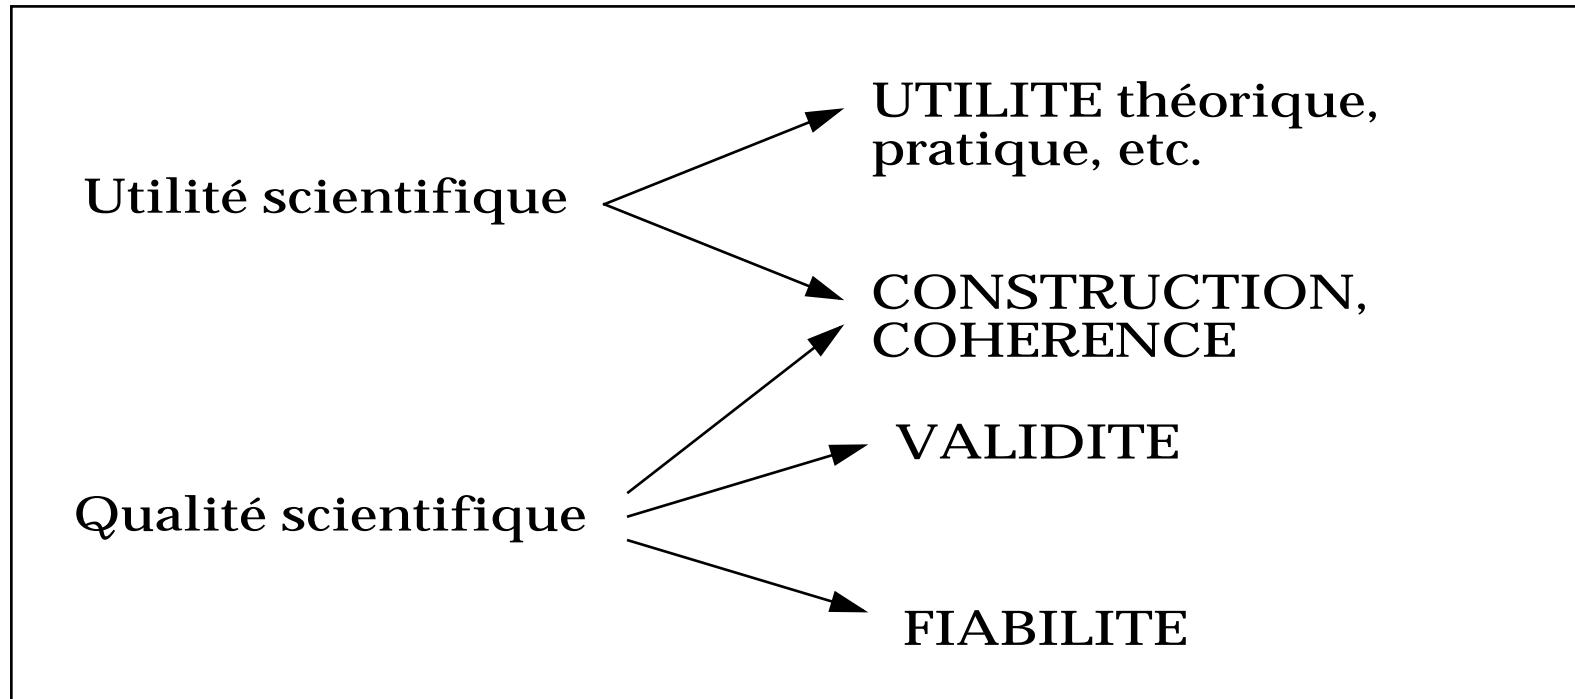 UTILITE théorique,
pratique, etc.
Utilité scientifique
CONSTRUCTION,
COHERENCE
VALIDITE
Qualité scientifique
FIABILITE